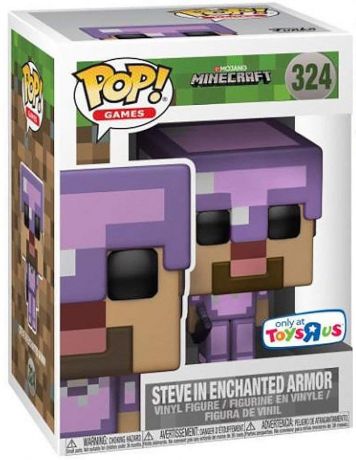 POP!
GAMES
MOJANG
MINECRAFT
324
Funko
only at
TOYSRUS
STEVE IN ENCHANTED ARMOR
VINYL FIGURE / FIGURINE EN VINYLE /
FIGURA DE VINIL